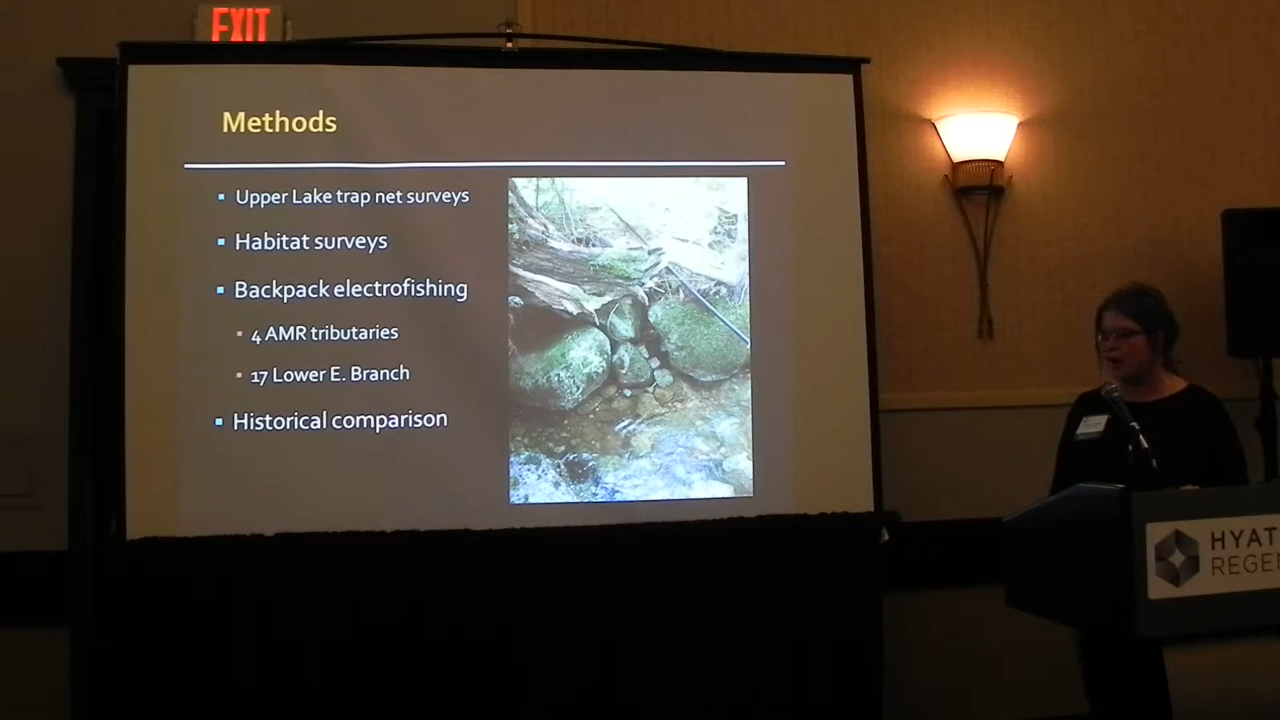 EXIT
Methods
Upper Lake trap net surveys
Habitat surveys
Backpack electrofishing
4 AMR tributaries
17 Lower E. Branch
Historical comparison
HYAT
REGEN